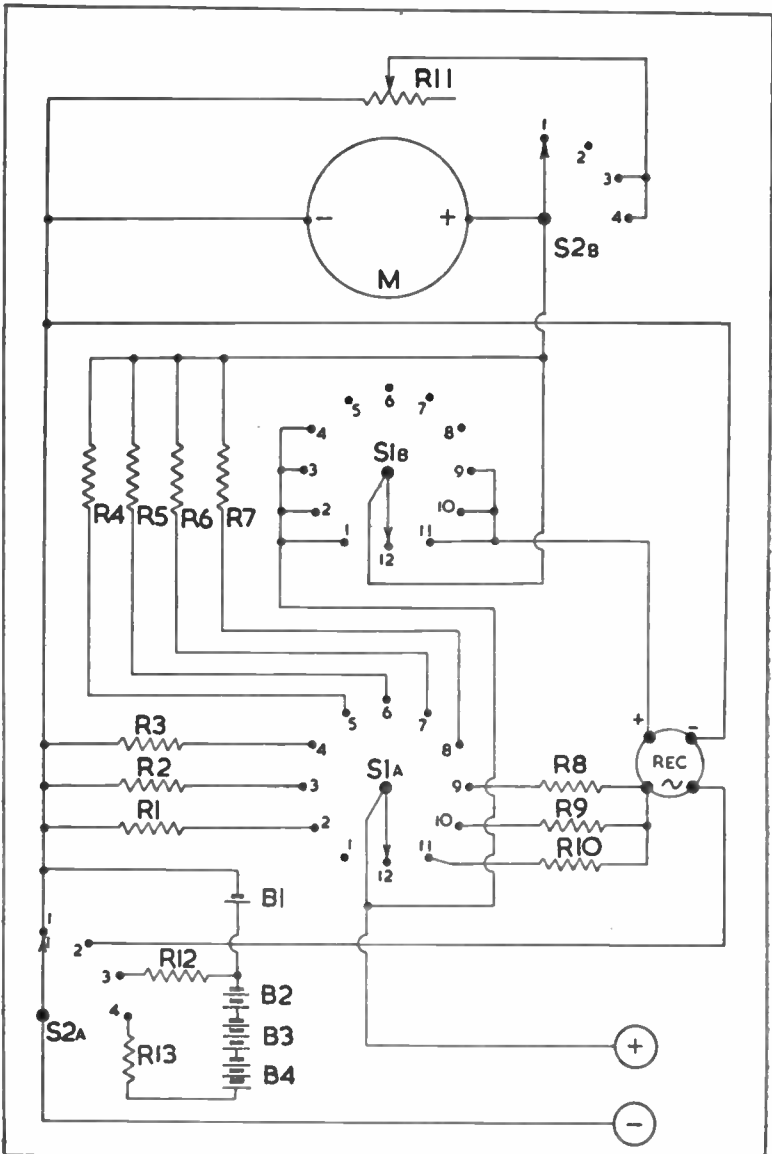 R11
1
2
3
4
- +
M
S2B
5 6 7
4 8
S1B
3 9
2 10
1 12 11
R4 R5 R6 R7
5 6 7
R3 4 8
S1A
+ -
REC
~
R2 3 9 R8
R1 2 10 R9
1 12 11 R10
B1
1
2
3 R12
B2
4
S2A
R13
B3
B4
+
-